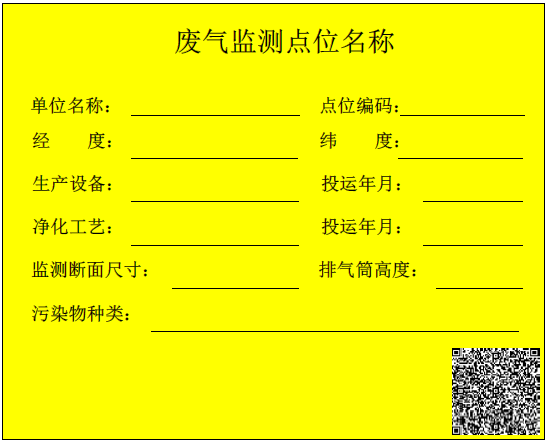 废气监测点位名称
单位名称： 点位编码：
经 度： 纬 度：
生产设备： 投运年月：
净化工艺： 投运年月：
监测断面尺寸： 排气筒高度：
污染物种类：